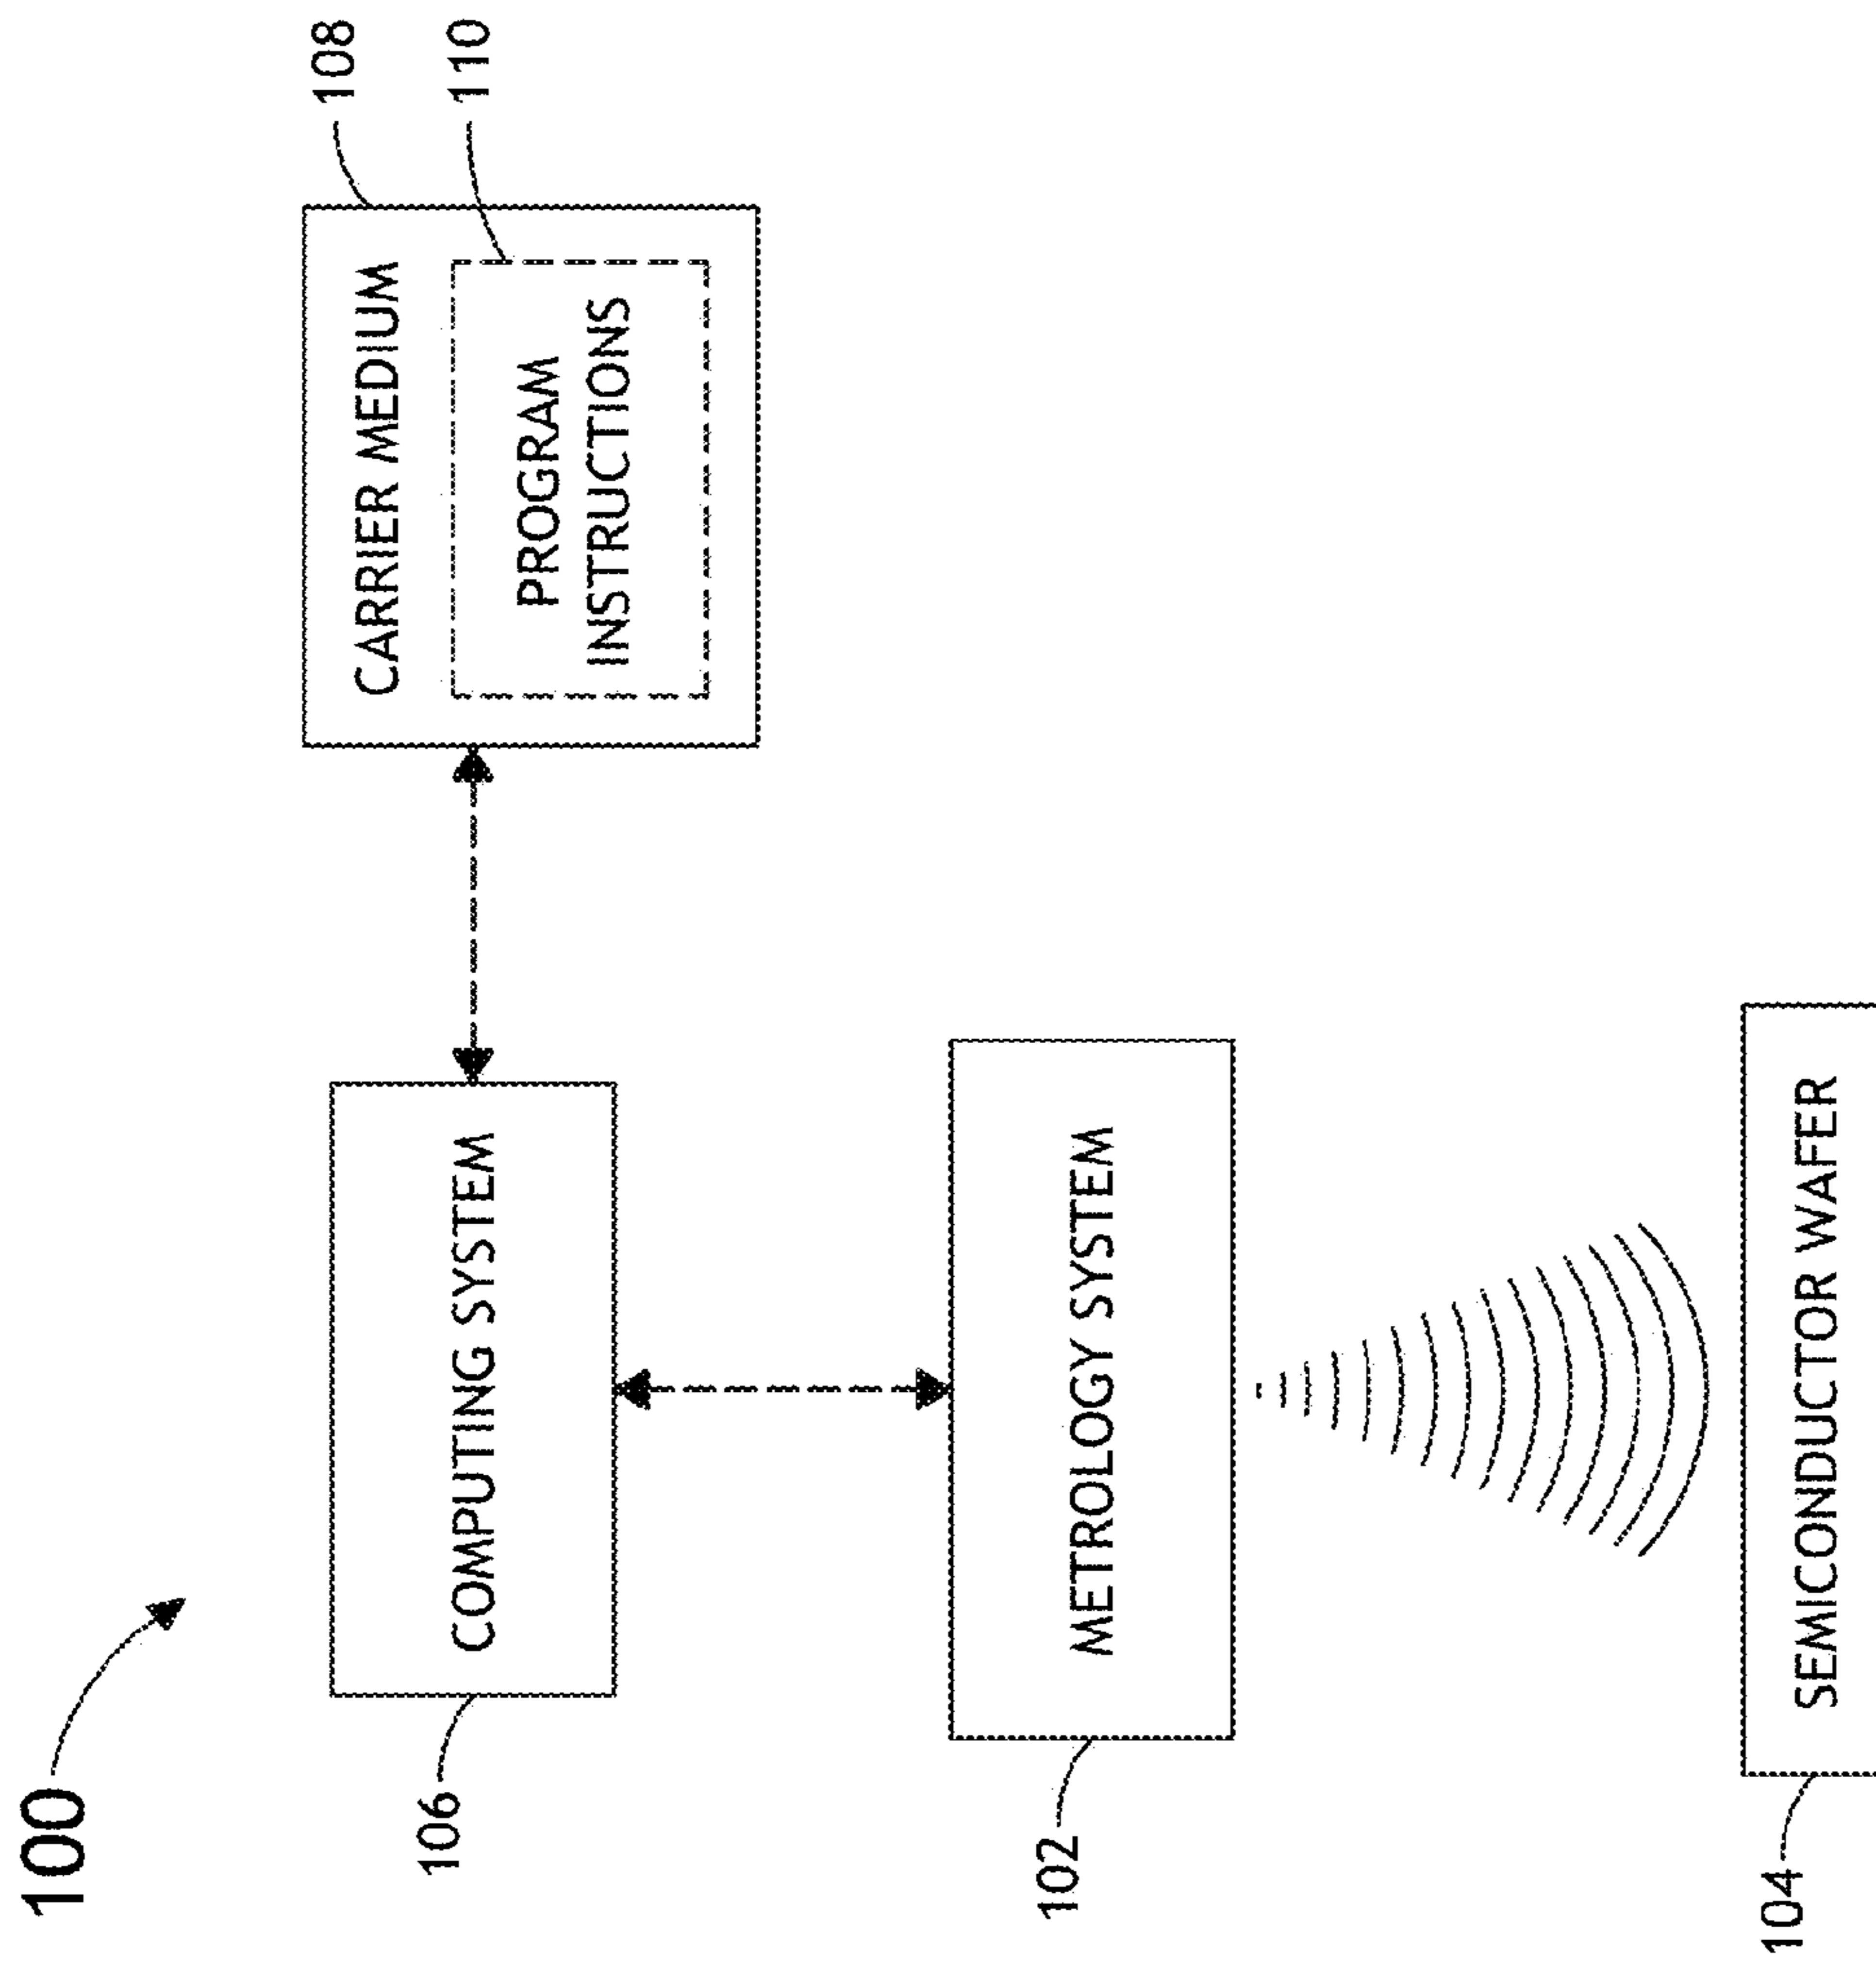 100
108
110
CARRIER MEDIUM
PROGRAM
INSTRUCTIONS
106
COMPUTING SYSTEM
102
METROLOGY SYSTEM
104
SEMICONDUCTOR WAFER